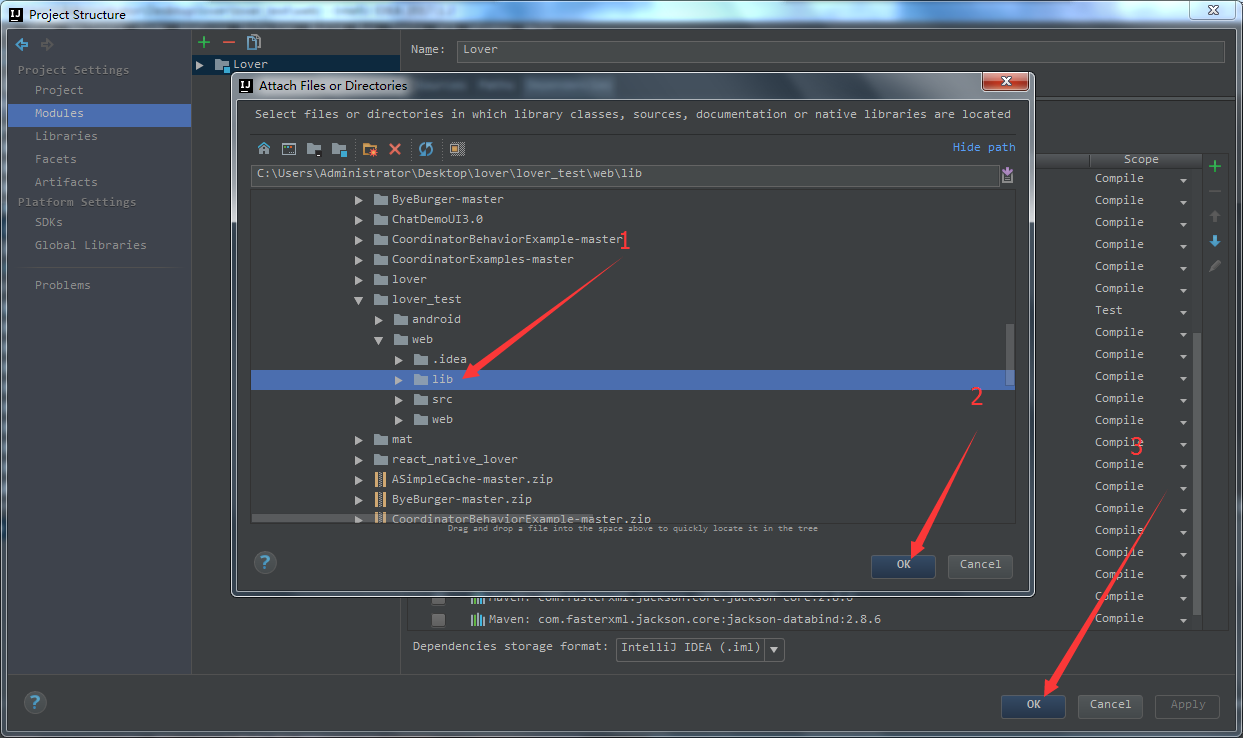 Project Structure
Project Settings
Project
Modules
Libraries
Facets
Artifacts
Platform Settings
SDKs
Global Libraries
Problems
Lover
Name:
Lover
Attach Files or Directories
Select files or directories in which library classes, sources, documentation or native libraries are located
Hide path
C:\Users\Administrator\Desktop\lover\lover_test\web\lib
ByeBurger-master
ChatDemoUI3.0
CoordinatorBehaviorExample-master
1
CoordinatorExamples-master
lover
lover_test
android
web
.idea
lib
src
2
web
mat
react_native_lover
ASimpleCache-master.zip
ByeBurger-master.zip
CoordinatorBehaviorExample-master.zip
Drag and drop a file into the space above to quickly locate it in the tree
?
OK
Cancel
Scope
Compile
Compile
Compile
Compile
Compile
Compile
Test
Compile
Compile
Compile
Compile
Compile
Compile
3
Compile
Compile
Compile
Compile
Compile
Compile
Compile
Compile
Maven: com.fasterxml.jackson.core:jackson-core:2.8.6
Maven: com.fasterxml.jackson.core:jackson-databind:2.8.6
Dependencies storage format:
IntelliJ IDEA (.iml)
?
OK
Cancel
Apply